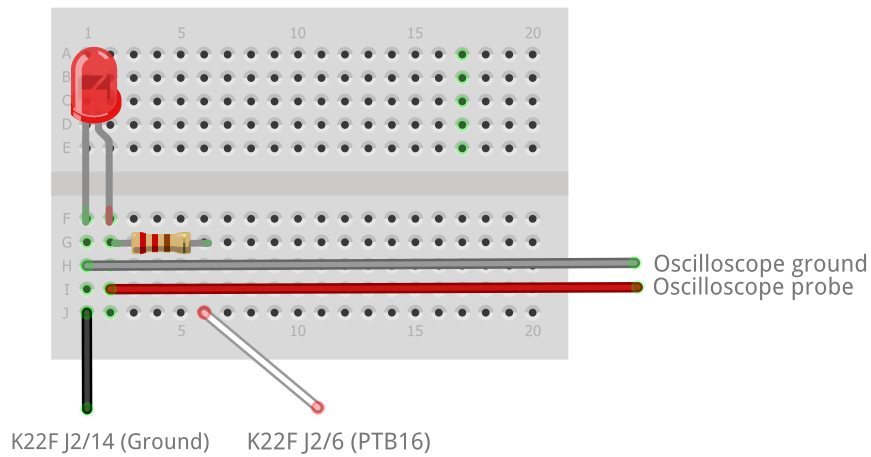 1 5 10 15 20
A
B
C
D
E
F
G
H
Oscilloscope ground
I
Oscilloscope probe
J
5 10 15 20
K22F J2/14 (Ground)
K22F J2/6 (PTB16)